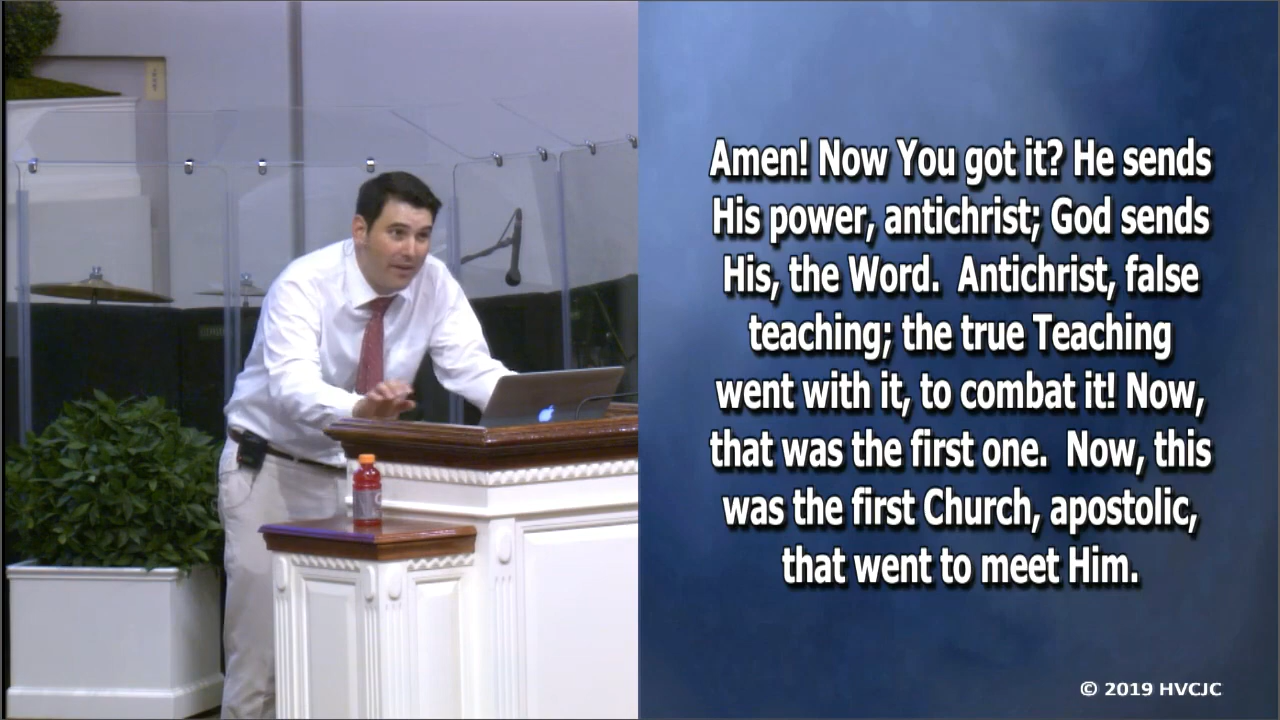 Amen! Now You got it? He sends
His power, antichrist; God sends
His, the Word.  Antichrist, false
teaching; the true Teaching
went with it, to combat it! Now,
that was the first one.  Now, this
was the first Church, apostolic,
that went to meet Him.
© 2019 HVCJC